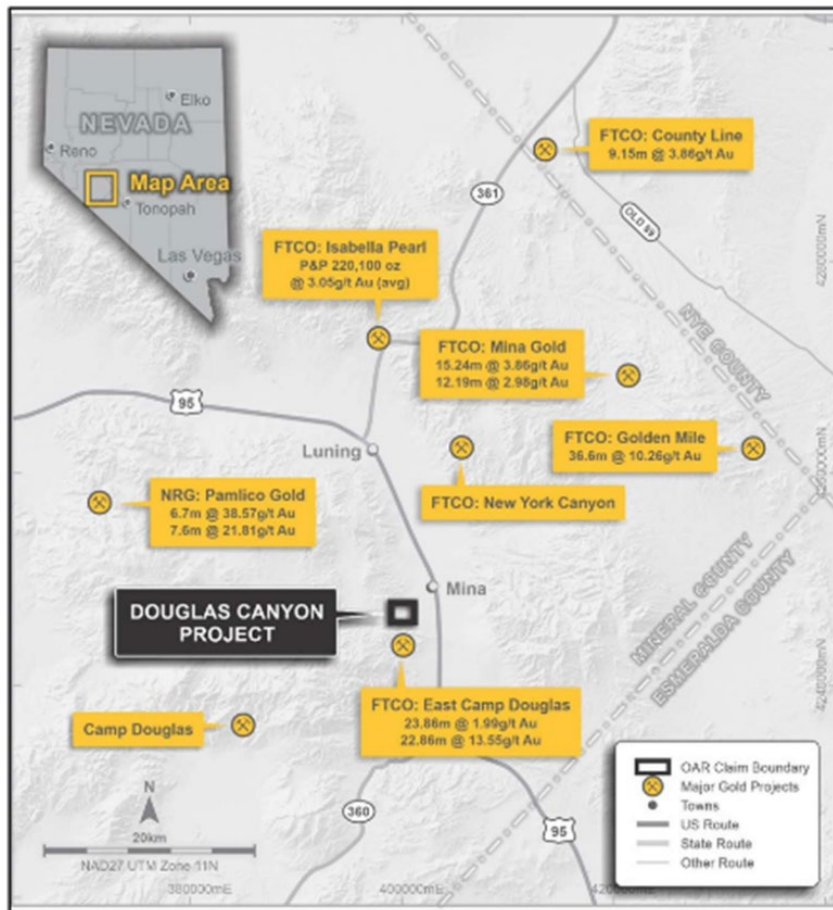 Elko
NEVADA
Reno
Map Area
Tonopah
Las Vegas
FTCO: County Line
9.15m @ 3.86g/t Au
361
OLD 89
FTCO: Isabella Pearl
P&P 220,100 oz
@ 3.05g/t Au (avg)
4280000mN
NYE COUNTY
FTCO: Mina Gold
15.24m @ 3.86g/t Au
12.19m @ 2.98g/t Au
95
Luning
FTCO: Golden Mile
36.6m @ 10.26g/t Au
NRG: Pamlico Gold
6.7m @ 38.57g/t Au
7.6m @ 21.81g/t Au
FTCO: New York Canyon
Mina
DOUGLAS CANYON
PROJECT
MINERAL COUNTY
ESMERALDA COUNTY
4240000mN
FTCO: East Camp Douglas
23.86m @ 1.99g/t Au
22.86m @ 13.55g/t Au
Camp Douglas
N
20km
NAD27 UTM Zone 11N
360
95
OAR Claim Boundary
Major Gold Projects
Towns
US Route
State Route
Other Route
380000mE
400000mE